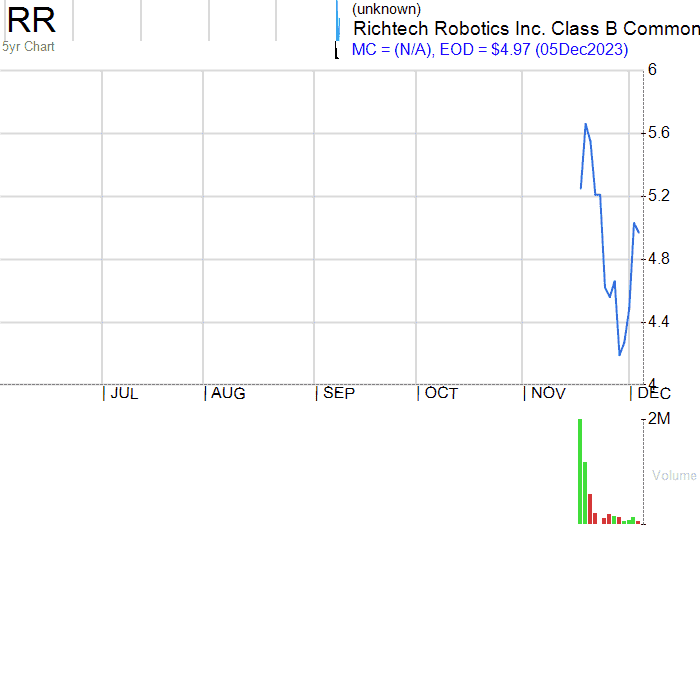 RR
5yr Chart
(unknown)
Richtech Robotics Inc. Class B Common
MC = (N/A), EOD = $4.97 (05Dec2023)
6
5.6
5.2
4.8
4.4
4
JUL AUG SEP OCT NOV DEC
2M
Volume